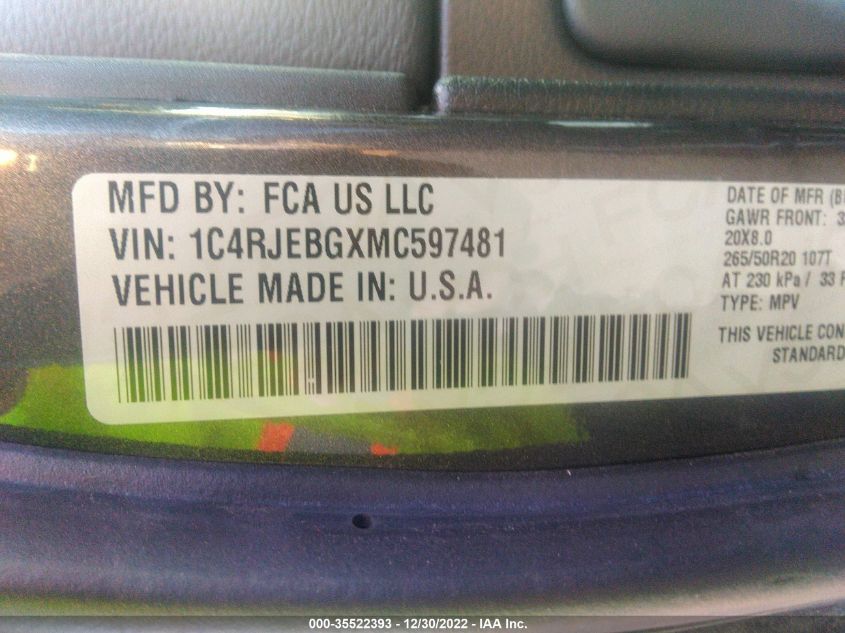 MFD BY: FCA US LLC
VIN: 1C4RJEBGXMC597481
VEHICLE MADE IN: U.S.A.
DATE OF MFR
GAWR FRONT:
20X8.0
265/50R20 107T
AT 230 kPa / 33
TYPE: MPV
THIS VEHICLE
STANDARD
000-35522393 - 12/30/2022 - IAA Inc.